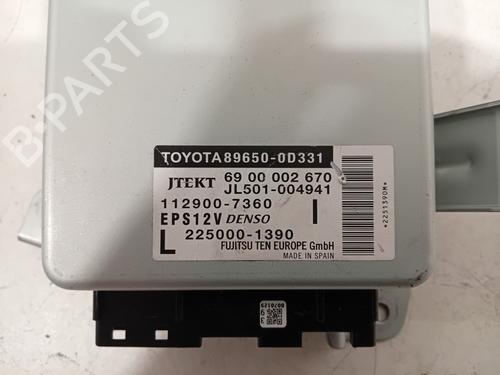 B-PARTS
TOYOTA 89650-0D331
JTEKT 69 00 002 670
JL501-004941
112900-7360 I
EPS12V DENSO
L 225000-1390
FUJITSU TEN EUROPE GmbH
MADE IN SPAIN
*2251390M*